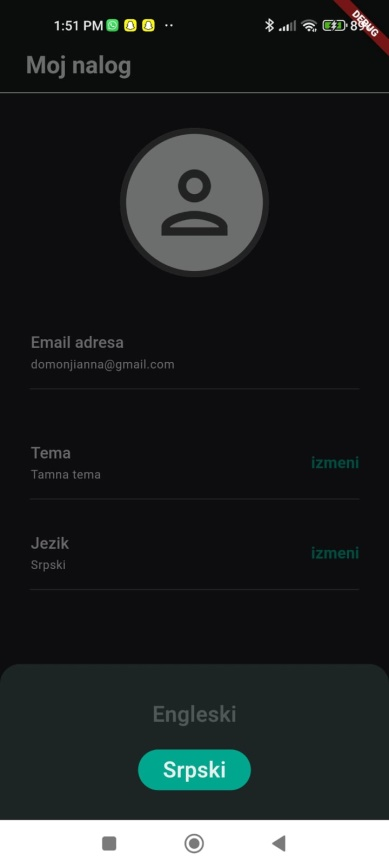 1:51 PM
89
DEBUG
Moj nalog
Email adresa
domonjianna@gmail.com
Tema
Tamna tema
izmeni
Jezik
Srpski
izmeni
Engleski
Srpski